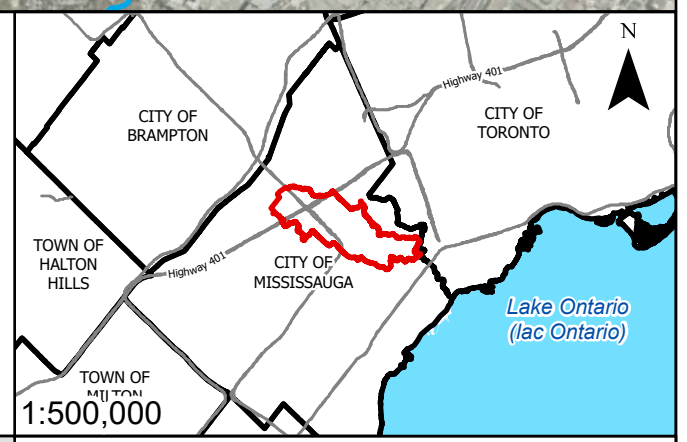 N
Highway 401
CITY OF
BRAMPTON
CITY OF
TORONTO
TOWN OF
HALTON
HILLS
Highway 401
CITY OF
MISSISSAUGA
Lake Ontario
(lac Ontario)
TOWN OF
MILTON
1:500,000